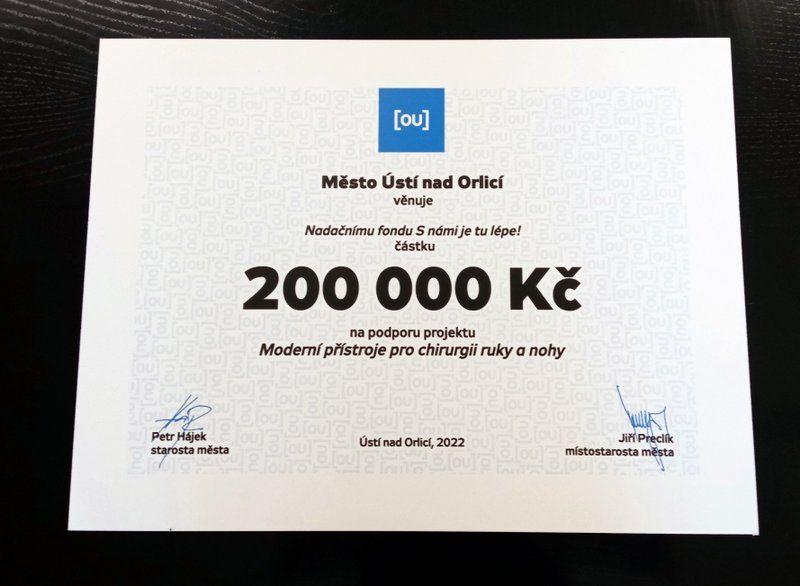 [ou]
Město Ústí nad Orlicí
věnuje
Nadačnímu fondu S námi je tu lépe!
částku
200 000 Kč
na podporu projektu
Moderní přístroje pro chirurgii ruky a nohy
Petr Hájek
starosta města
Ústí nad Orlicí, 2022
Jiří Preclík
místostarosta města